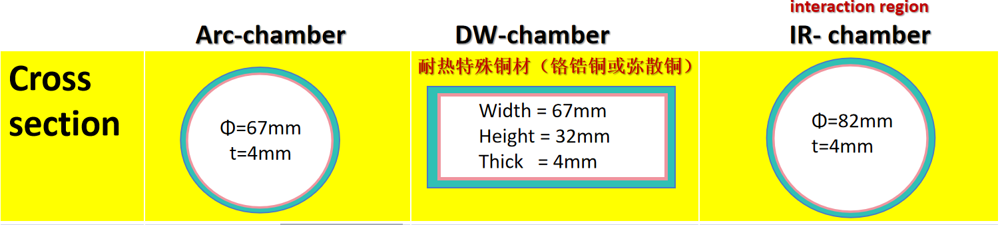 interaction region
Arc-chamber
DW-chamber
IR- chamber
Cross
section
Φ=67mm
t=4mm
耐热特殊铜材（铬锆铜或弥散铜）
Width = 67mm
Height = 32mm
Thick = 4mm
Φ=82mm
t=4mm